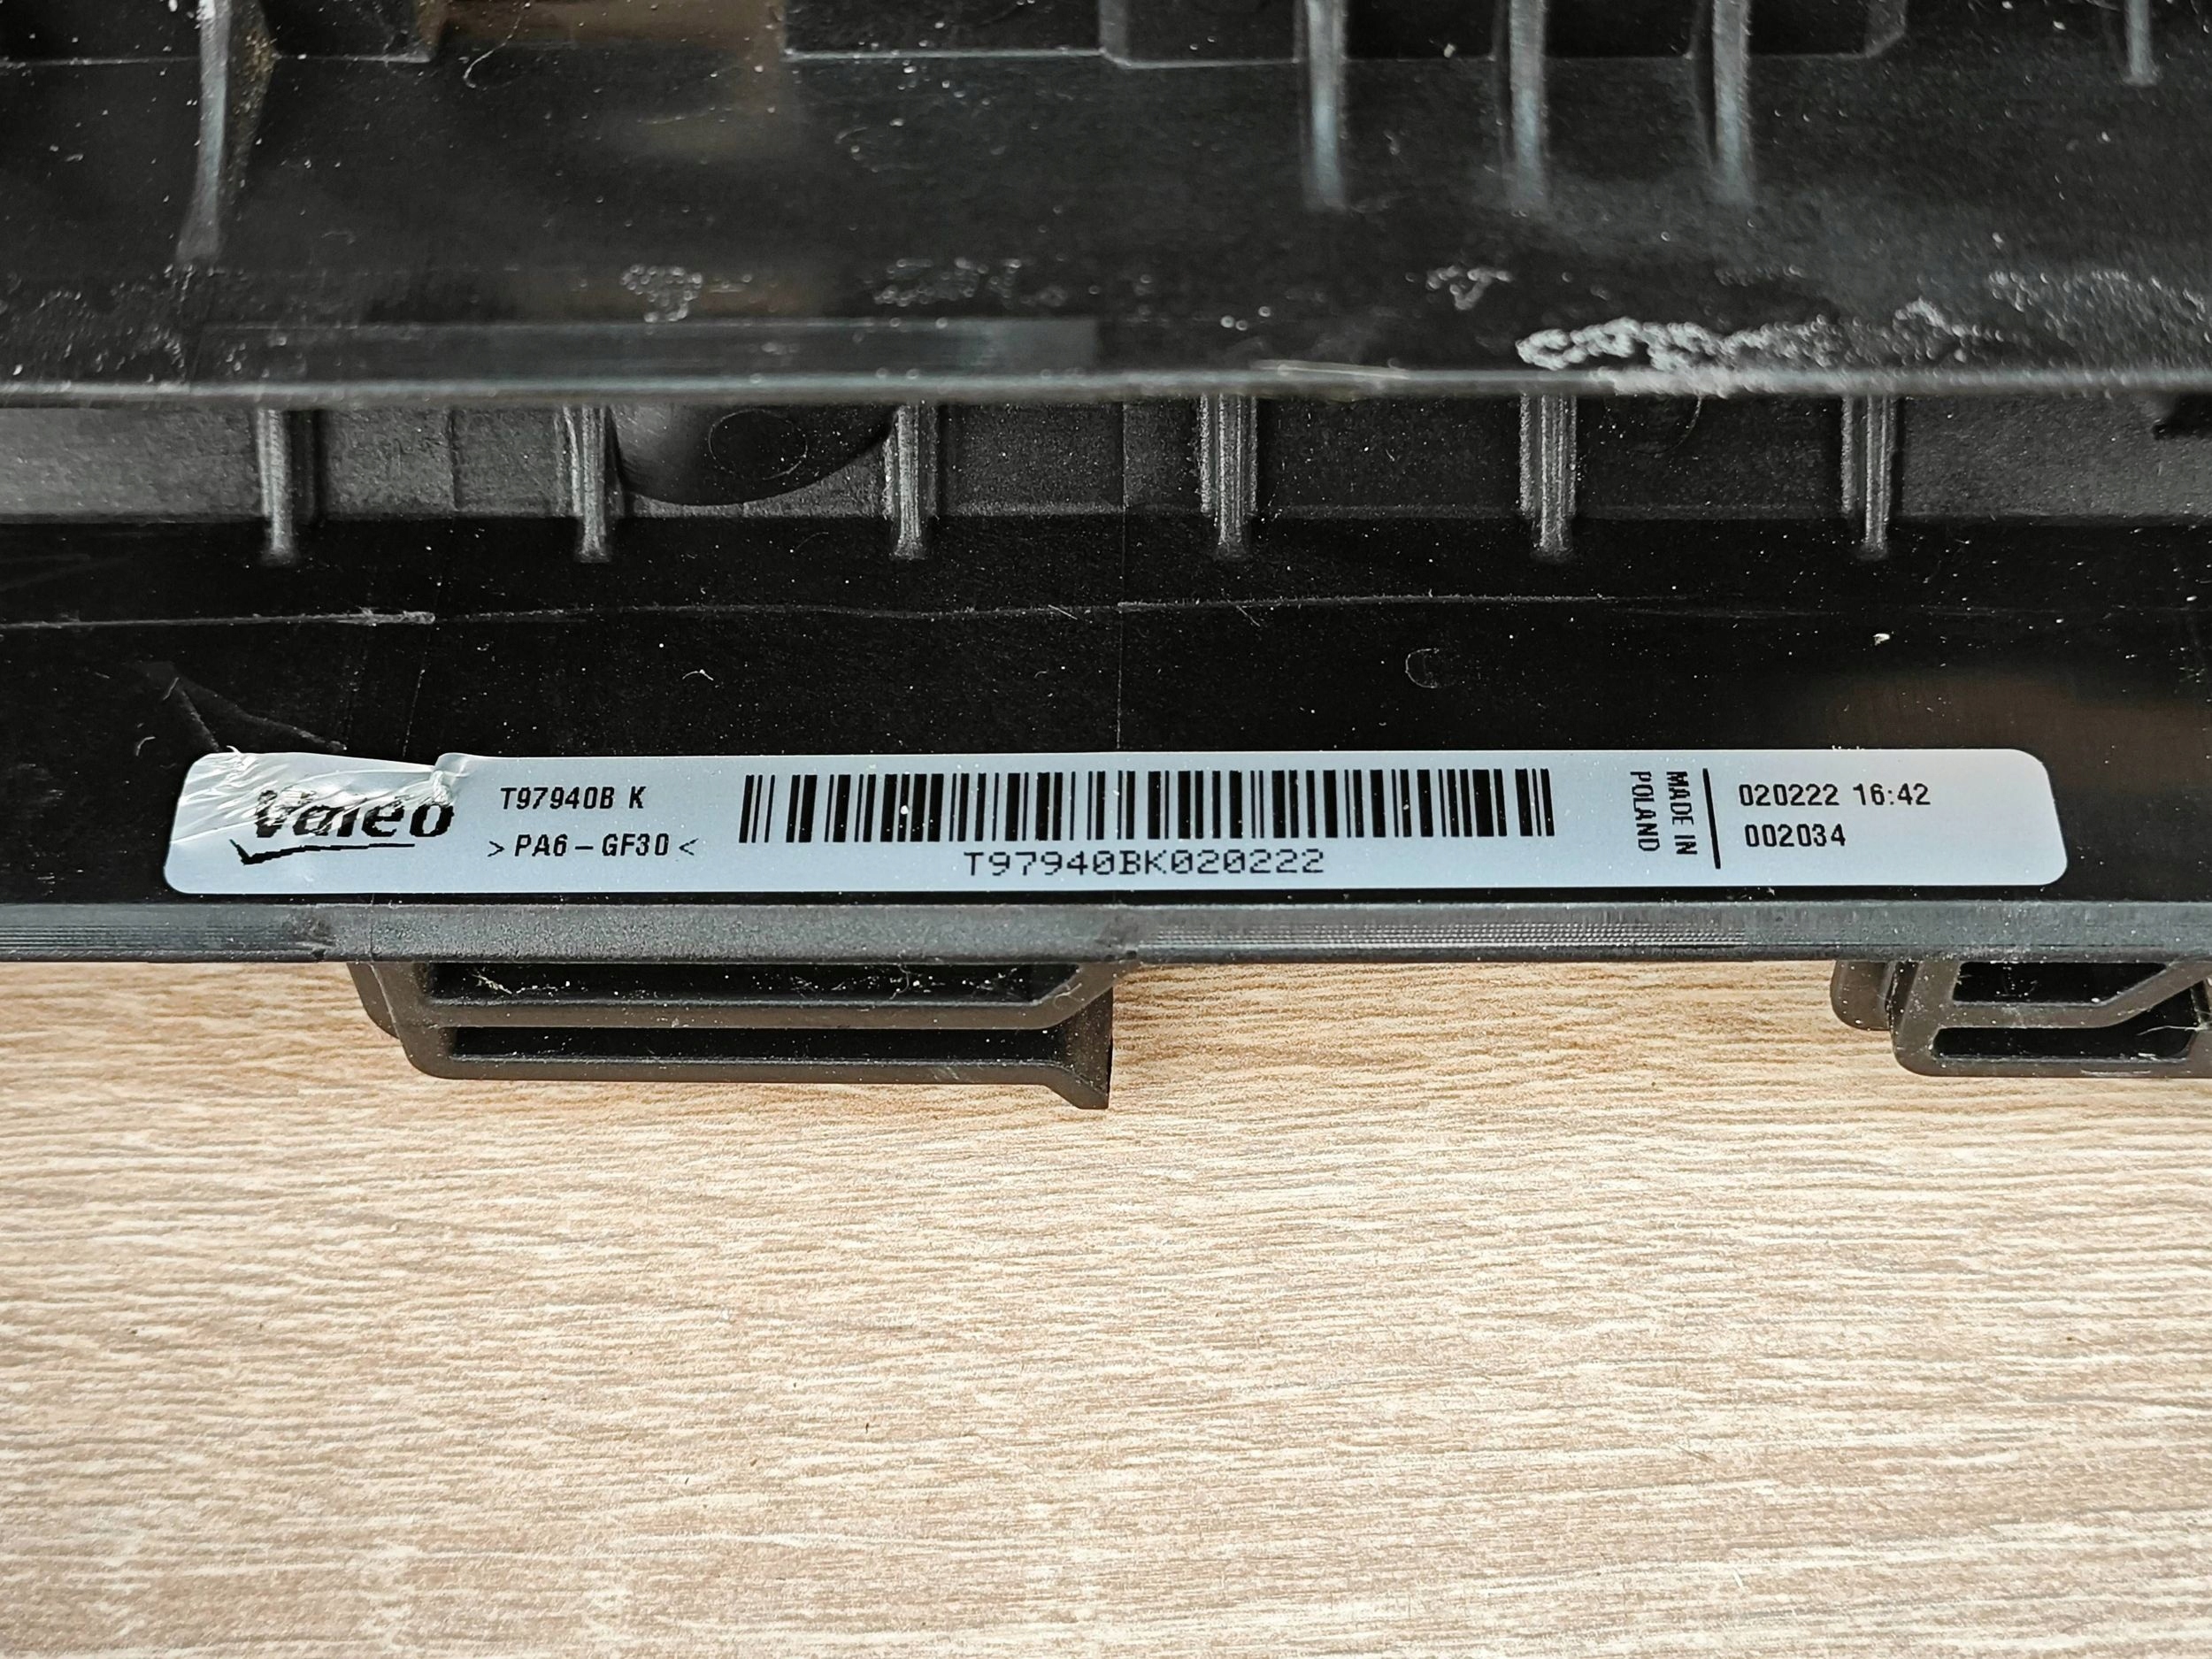 Valeo
T97940B K
>PA6-GF30<
T97940BK020222
MADE IN
POLAND
020222 16:42
002034